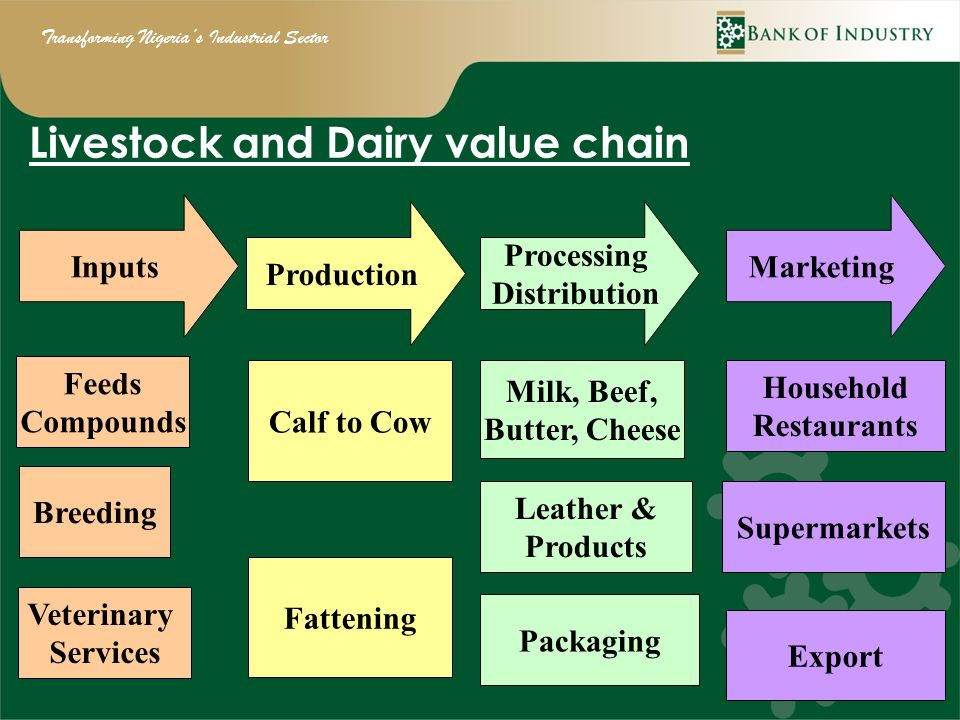 Transforming Nigeria's Industrial Sector
BANK OF INDUSTRY
Livestock and Dairy value chain
Inputs
Production
Processing
Distribution
Marketing
Feeds
Compounds
Breeding
Veterinary
Services
Calf to Cow
Fattening
Milk, Beef,
Butter, Cheese
Leather &
Products
Packaging
Household
Restaurants
Supermarkets
Export